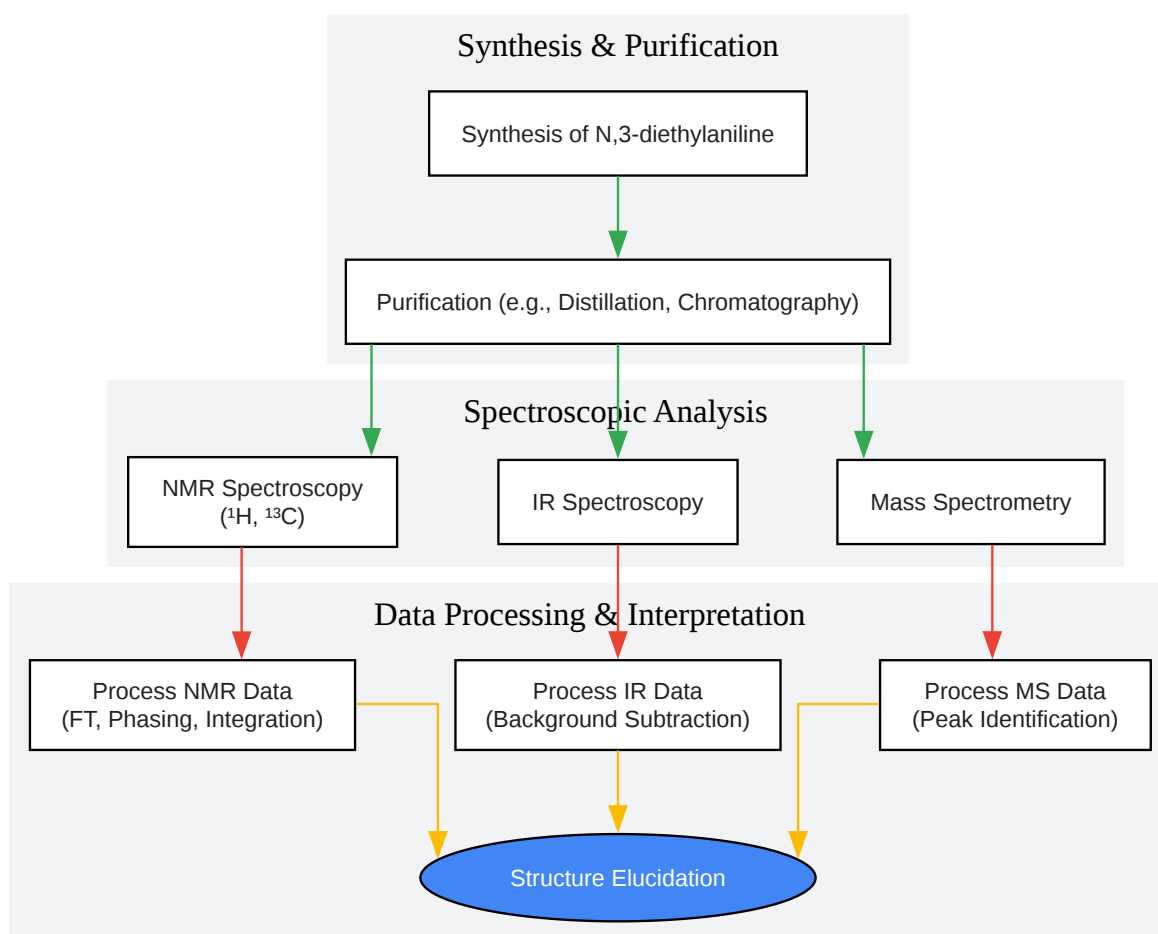 Synthesis & Purification
Synthesis of N,3-diethylaniline
Purification (e.g., Distillation, Chromatography)
Spectroscopic Analysis
NMR Spectroscopy
(¹H, ¹³C)
IR Spectroscopy
Mass Spectrometry
Data Processing & Interpretation
Process NMR Data
(FT, Phasing, Integration)
Process IR Data
(Background Subtraction)
Process MS Data
(Peak Identification)
Structure Elucidation